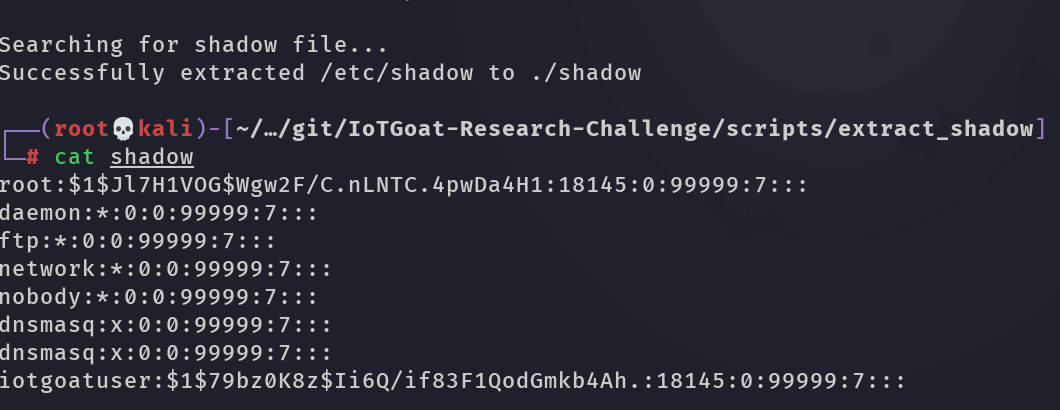 Searching for shadow file...
Successfully extracted /etc/shadow to ./shadow
┌──(root💀kali)-[~/…/git/IoTGoat-Research-Challenge/scripts/extract_shadow]
└─# cat shadow
root:$1$Jl7H1VOG$Wgw2F/C.nLNTC.4pwDa4H1:18145:0:99999:7:::
daemon:*:0:0:99999:7:::
ftp:*:0:0:99999:7:::
network:*:0:0:99999:7:::
nobody:*:0:0:99999:7:::
dnsmasq:x:0:0:99999:7:::
dnsmasq:x:0:0:99999:7:::
iotgoatuser:$1$79bz0K8z$Ii6Q/if83F1QodGmkb4Ah.:18145:0:99999:7:::